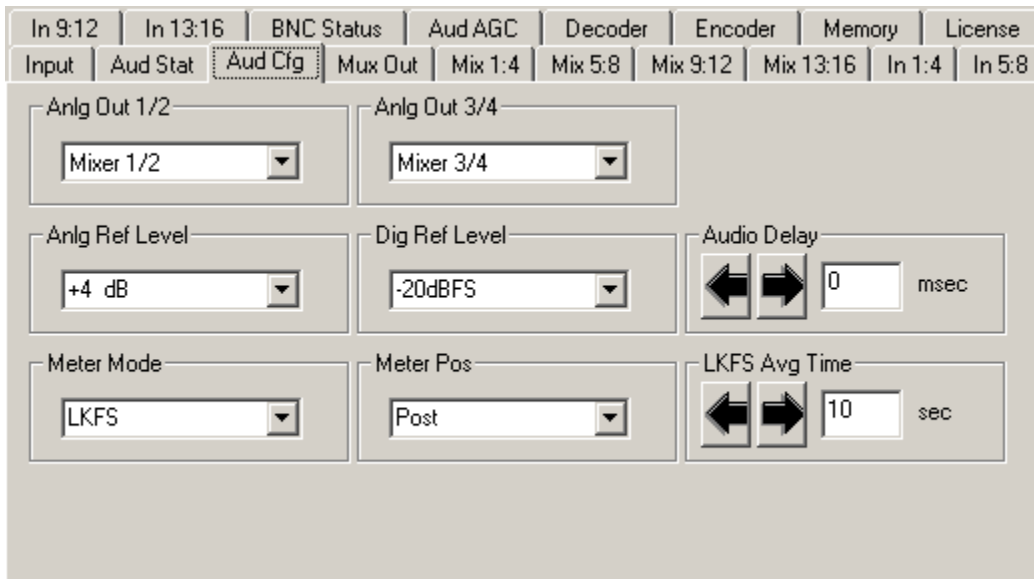 In 9:12 In 13:16 BNC Status Aud AGC Decoder Encoder Memory License
Input Aud Stat Aud Cfg Mux Out Mix 1:4 Mix 5:8 Mix 9:12 Mix 13:16 In 1:4 In 5:8
Anlg Out 1/2 Anlg Out 3/4
Mixer 1/2 Mixer 3/4
Anlg Ref Level Dig Ref Level Audio Delay
+4 dB -20dBFS 0 msec
Meter Mode Meter Pos LKFS Avg Time
LKFS Post 10 sec